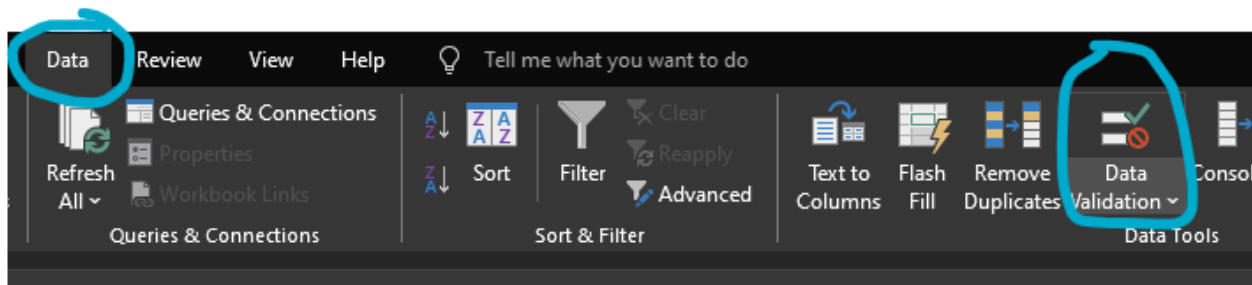 Data Review View Help Tell me what you want to do
Queries & Connections
Properties
Workbook Links
Refresh
All
Queries & Connections
A
Z
Z
A
Z A
A Z
Sort
Filter
Clear
Reapply
Advanced
Sort & Filter
Text to
Columns
Flash
Fill
Remove
Duplicates
Data
Validation
Consol
Data Tools